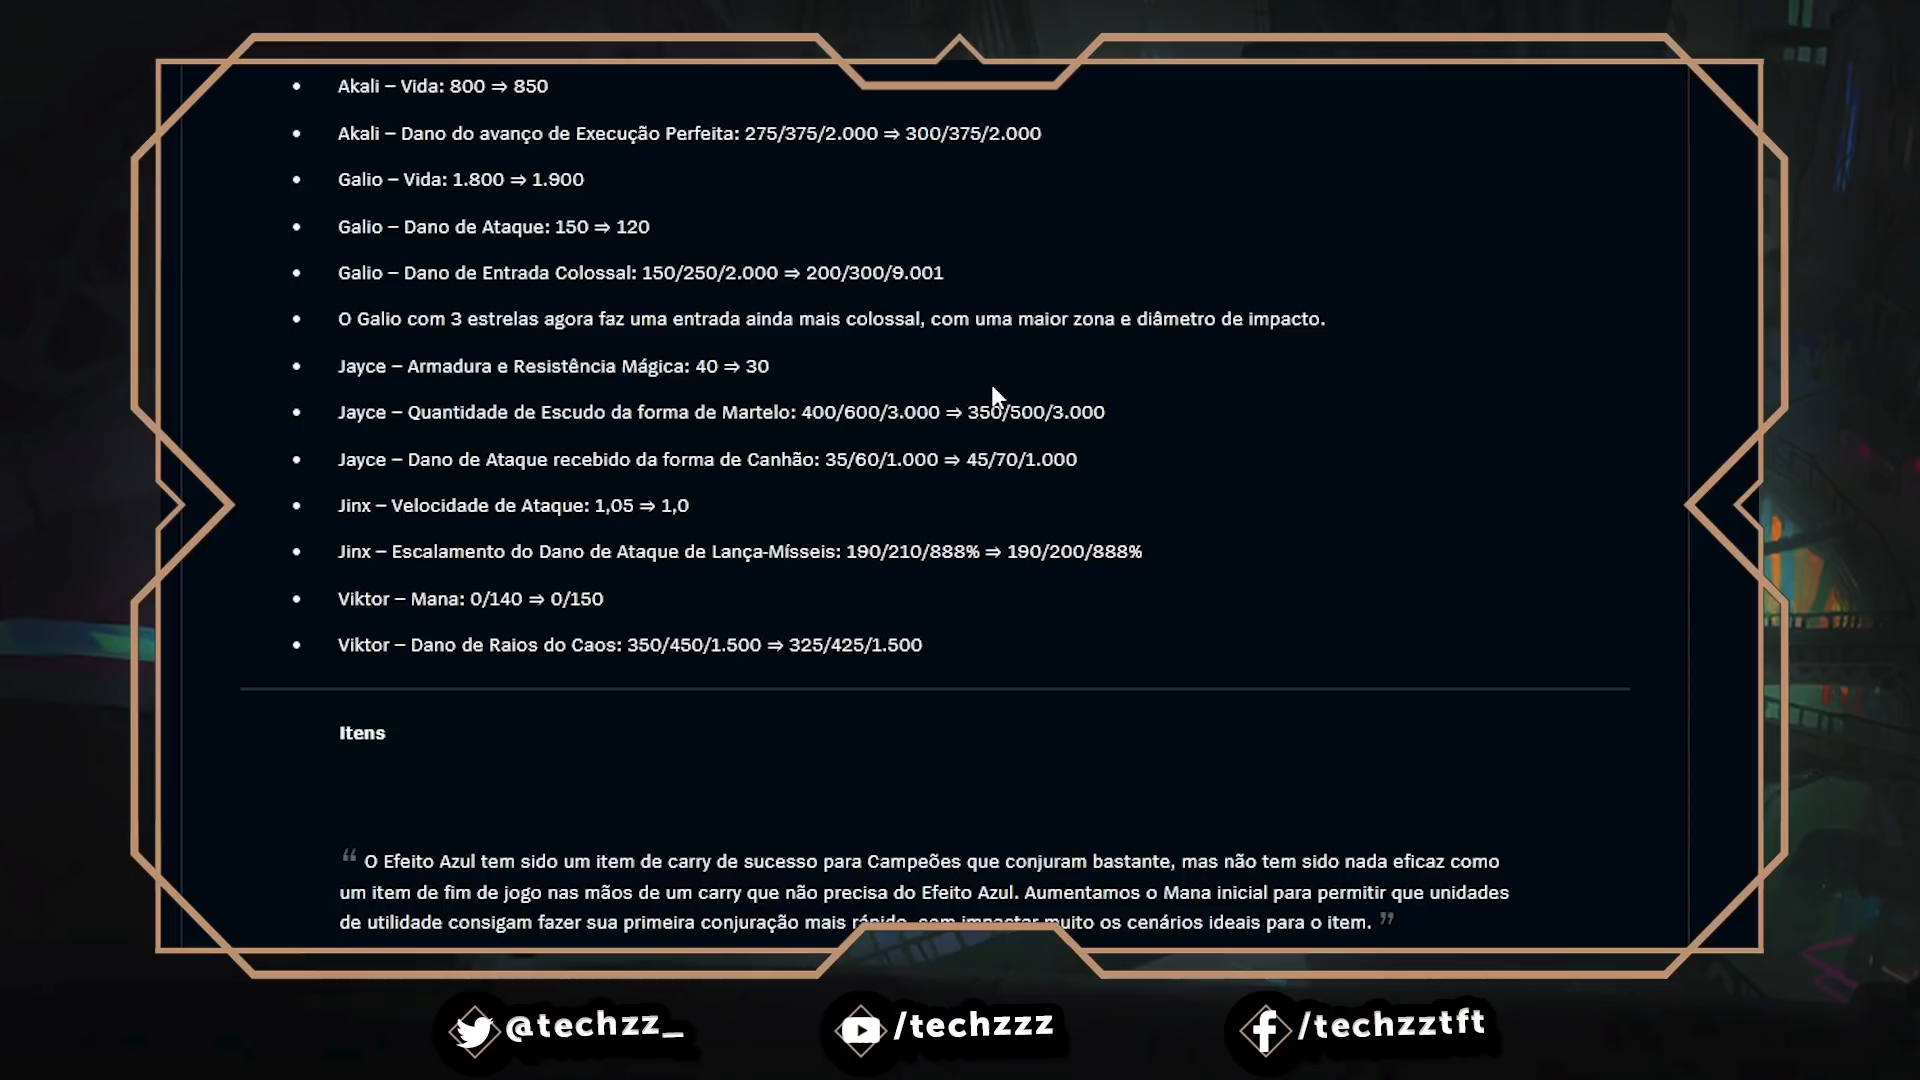 Akali – Vida: 800 ⇒ 850
Akali – Dano do avanço de Execução Perfeita: 275/375/2.000 ⇒ 300/375/2.000
Galio – Vida: 1.800 ⇒ 1.900
Galio – Dano de Ataque: 150 ⇒ 120
Galio – Dano de Entrada Colossal: 150/250/2.000 ⇒ 200/300/9.001
O Galio com 3 estrelas agora faz uma entrada ainda mais colossal, com uma maior zona e diâmetro de impacto.
Jayce – Armadura e Resistência Mágica: 40 ⇒ 30
Jayce – Quantidade de Escudo da forma de Martelo: 400/600/3.000 ⇒ 350/500/3.000
Jayce – Dano de Ataque recebido da forma de Canhão: 35/60/1.000 ⇒ 45/70/1.000
Jinx – Velocidade de Ataque: 1,05 ⇒ 1,0
Jinx – Escalamento do Dano de Ataque de Lança-Mísseis: 190/210/888% ⇒ 190/200/888%
Viktor – Mana: 0/140 ⇒ 0/150
Viktor – Dano de Raios do Caos: 350/450/1.500 ⇒ 325/425/1.500
Itens
“ O Efeito Azul tem sido um item de carry de sucesso para Campeões que conjuram bastante, mas não tem sido nada eficaz como
um item de fim de jogo nas mãos de um carry que não precisa do Efeito Azul. Aumentamos o Mana inicial para permitir que unidades
de utilidade consigam fazer sua primeira conjuração mais rápido, sem impactar muito os cenários ideais para o item. ”
@techzz_ /techzzz /techzztft